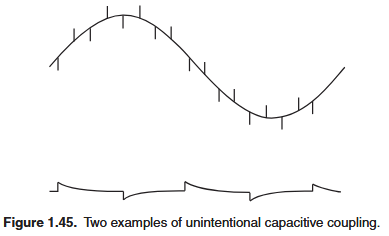 Figure 1.45. Two examples of unintentional capacitive coupling.